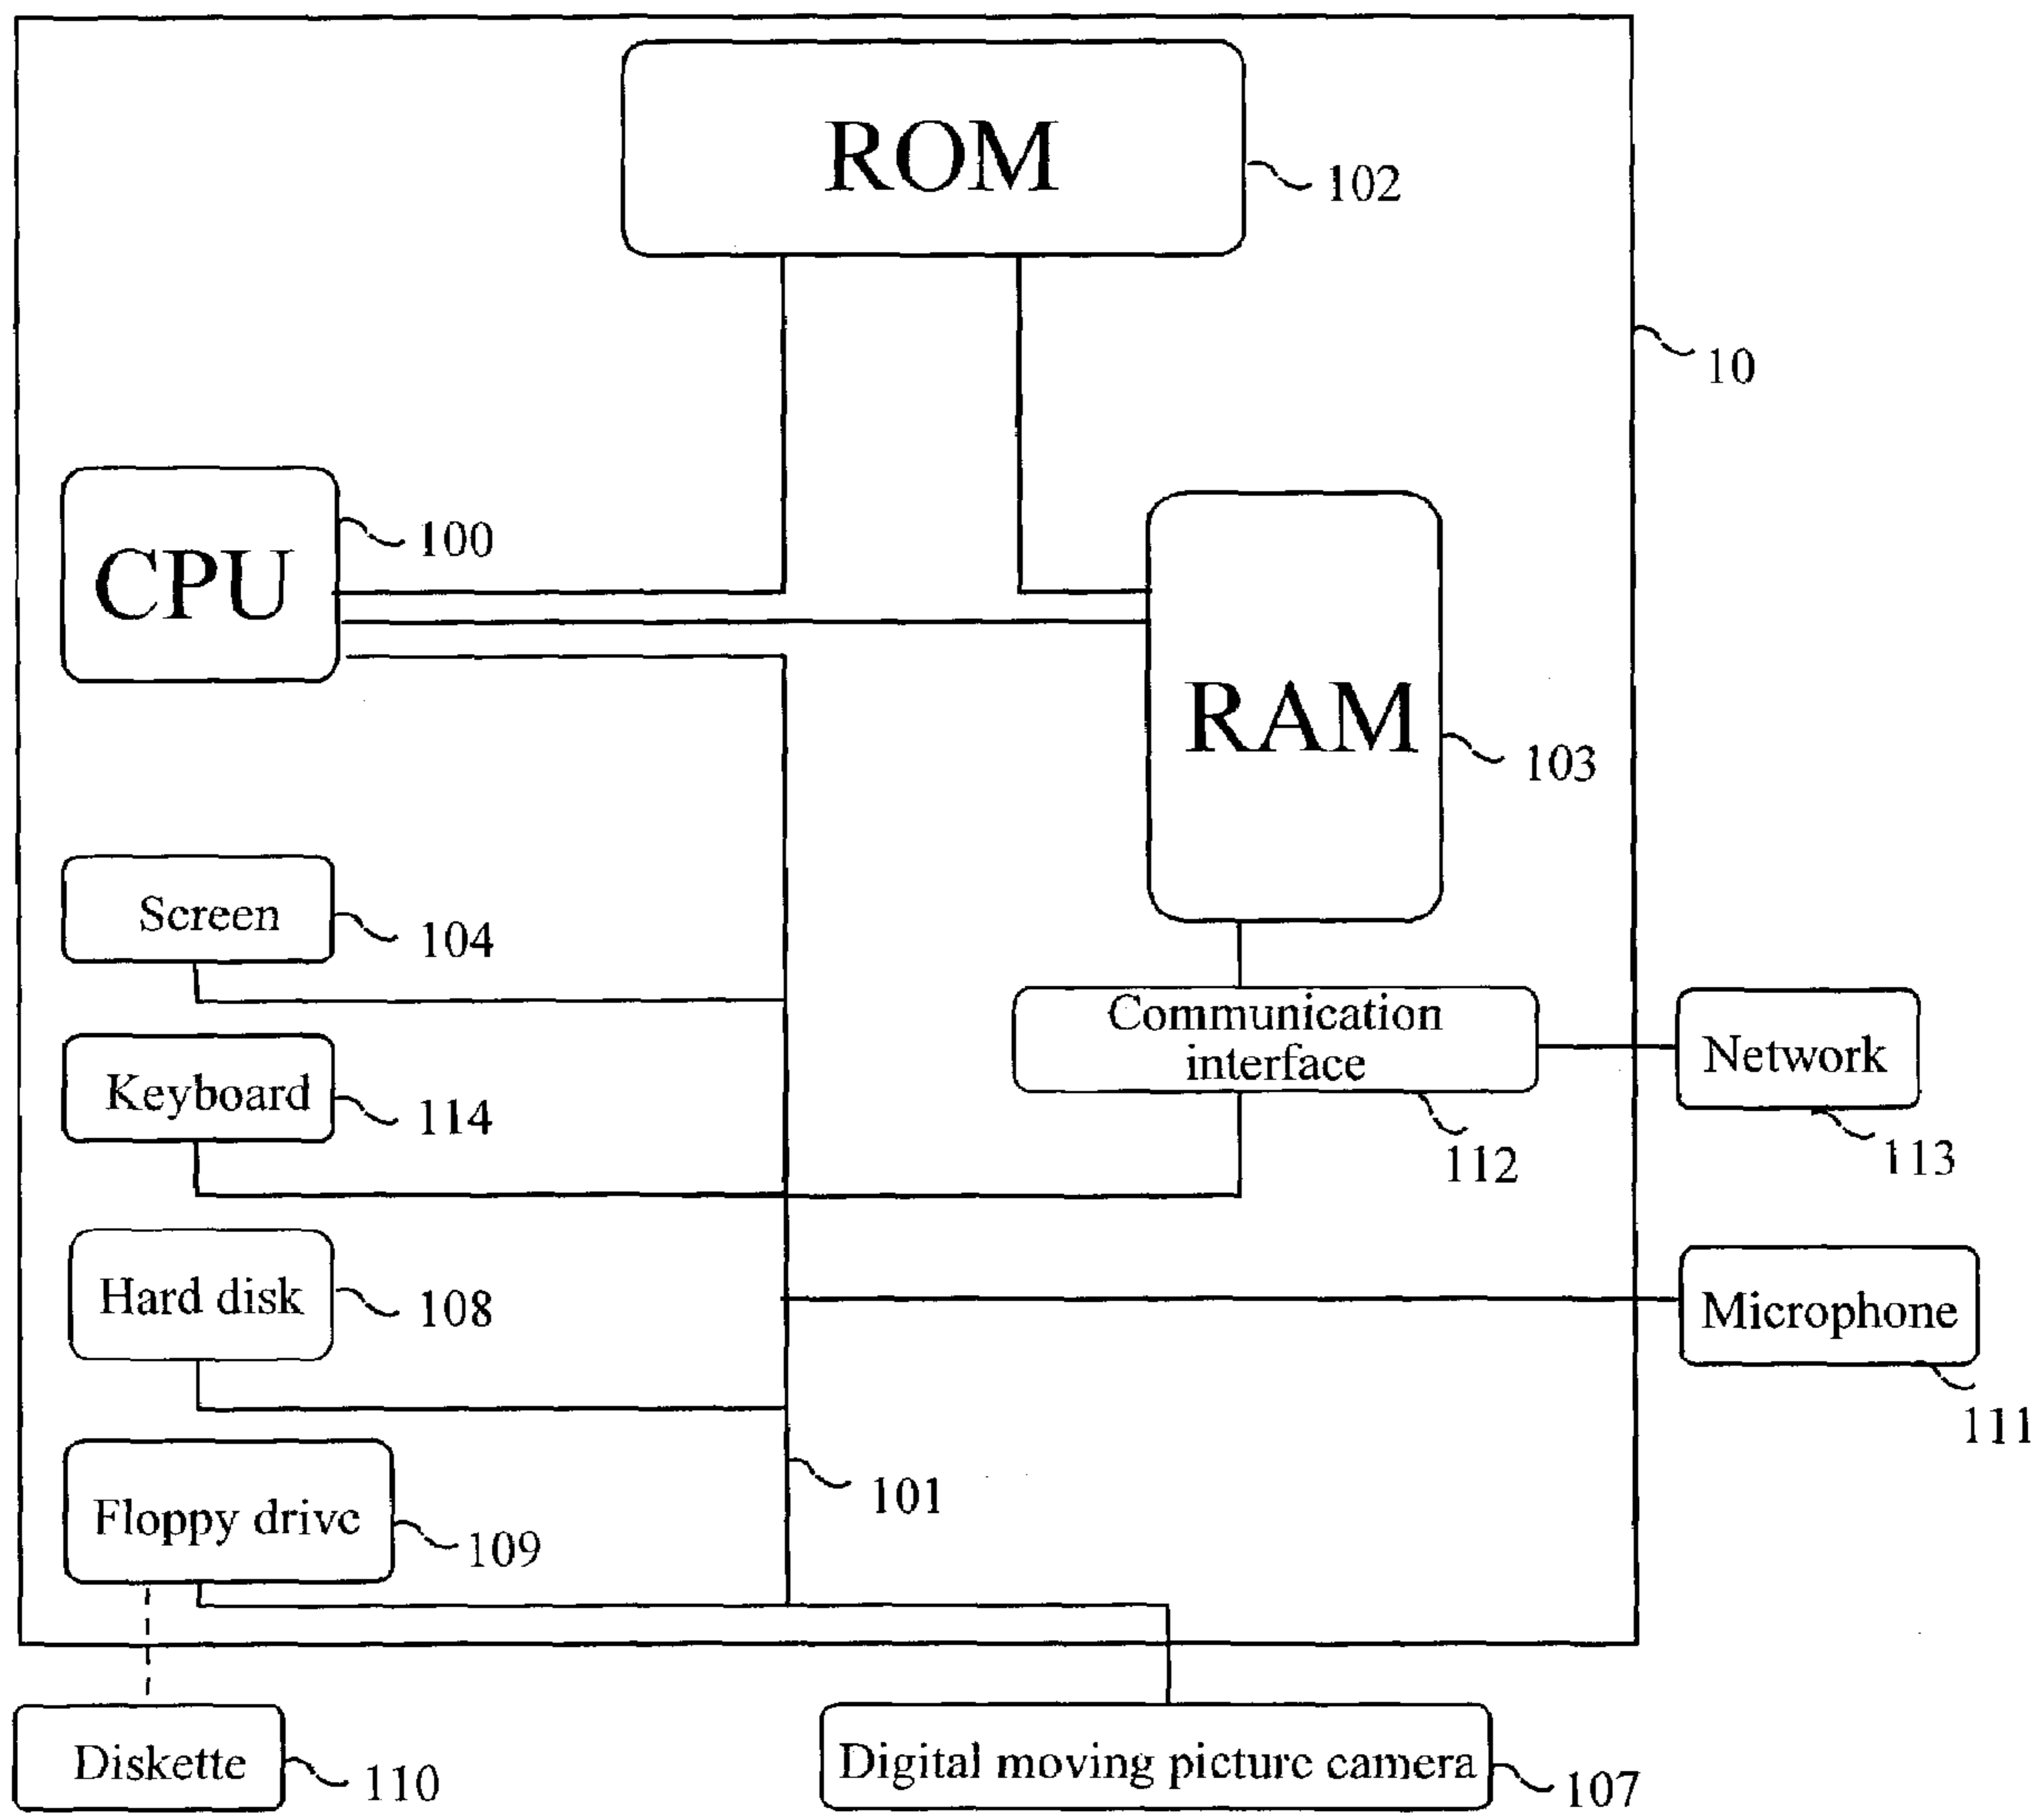 ROM
102
10
CPU
100
RAM
103
Screen
104
Communication
interface
112
Network
113
Keyboard
114
Hard disk
108
Microphone
111
Floppy drive
109
101
Diskette
110
Digital moving picture camera
107